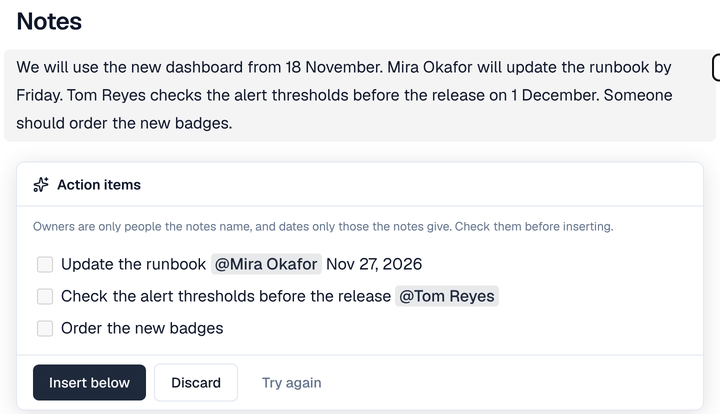 Notes
We will use the new dashboard from 18 November. Mira Okafor will update the runbook by
Friday. Tom Reyes checks the alert thresholds before the release on 1 December. Someone
should order the new badges.
Action items
Owners are only people the notes name, and dates only those the notes give. Check them before inserting.
Update the runbook @Mira Okafor Nov 27, 2026
Check the alert thresholds before the release @Tom Reyes
Order the new badges
Insert below Discard Try again